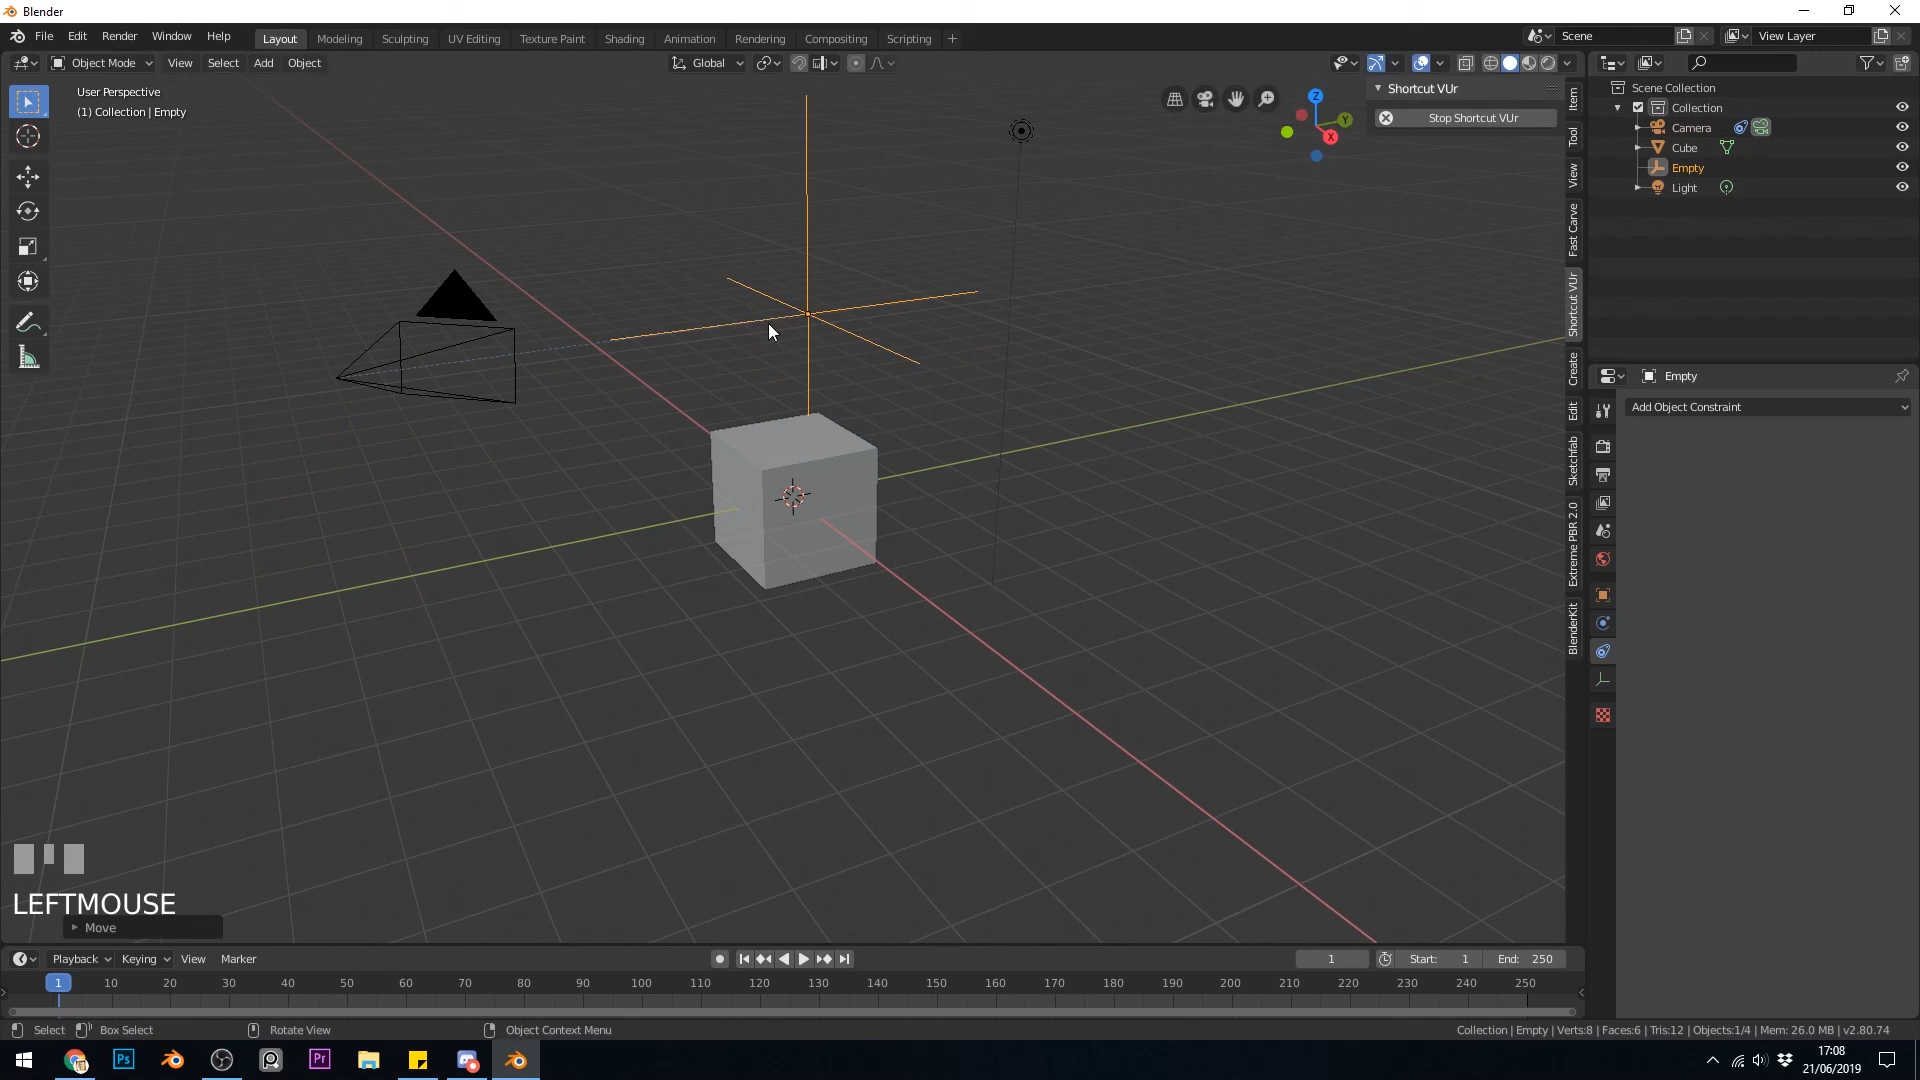 Blender
File Edit Render Window Help
Layout Modeling Sculpting UV Editing Texture Paint Shading Animation Rendering Compositing Scripting
Scene
View Layer
Object Mode View Select Add Object
Global
User Perspective
(1) Collection | Empty
Z
Y
X
Shortcut VUr
Stop Shortcut VUr
Item
Tool
View
Fast Carve
Shortcut VUr
Create
Edit
Sketchfab
Extreme PBR 2.0
BlenderKit
Scene Collection
Collection
Camera
Cube
Empty
Light
Empty
Add Object Constraint
LEFTMOUSE
Move
Playback Keying View Marker
1
Start: 1
End: 250
1 10 20 30 40 50 60 70 80 90 100 110 120 130 140 150 160 170 180 190 200 210 220 230 240 250
Select Box Select Rotate View Object Context Menu
Collection | Empty | Verts:8 | Faces:6 | Tris:12 | Objects:1/4 | Mem: 26.0 MB | v2.80.74
Ps
Pr
17:08
21/06/2019